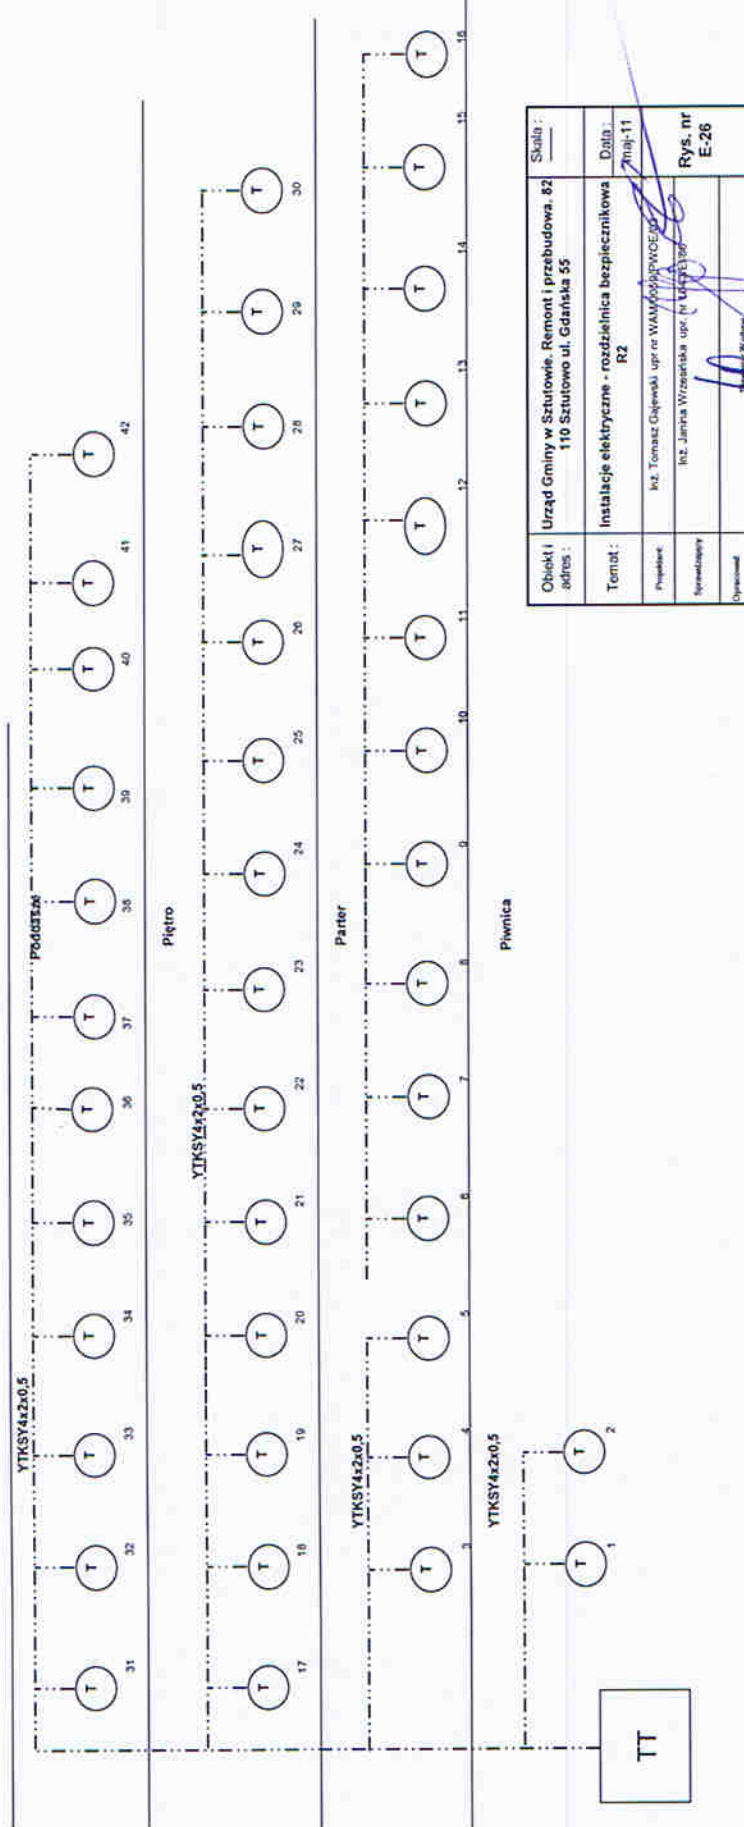 Poddasze
YTKSY4x2x0,5
T T T T T T T T T T T T
31 32 33 34 35 36 37 38 39 40 41 42
Piętro
YTKSY4x2x0,5
T T T T T T T T T T T T T T
17 18 19 20 21 22 23 24 25 26 27 28 29 30
Parter
YTKSY4x2x0,5
T T T T T T T T T T T T T T
3 4 5 6 7 8 9 10 11 12 13 14 15 16
Piwnica
YTKSY4x2x0,5
T T
1 2
TT
Obiekt i adres :
Urząd Gminy w Sztutowie. Remont i przebudowa. 82
110 Sztutowo ul. Gdańska 55
Skala :
Temat :
Instalacje elektryczne - rozdzielnica bezpiecznikowa
R2
Data :
maj-11
Projektant
inż. Tomasz Gajewski upr nr
Rys. nr
E-26
Sprawdzający
inż. Janina Wrzesińska upr. nr
Opracował